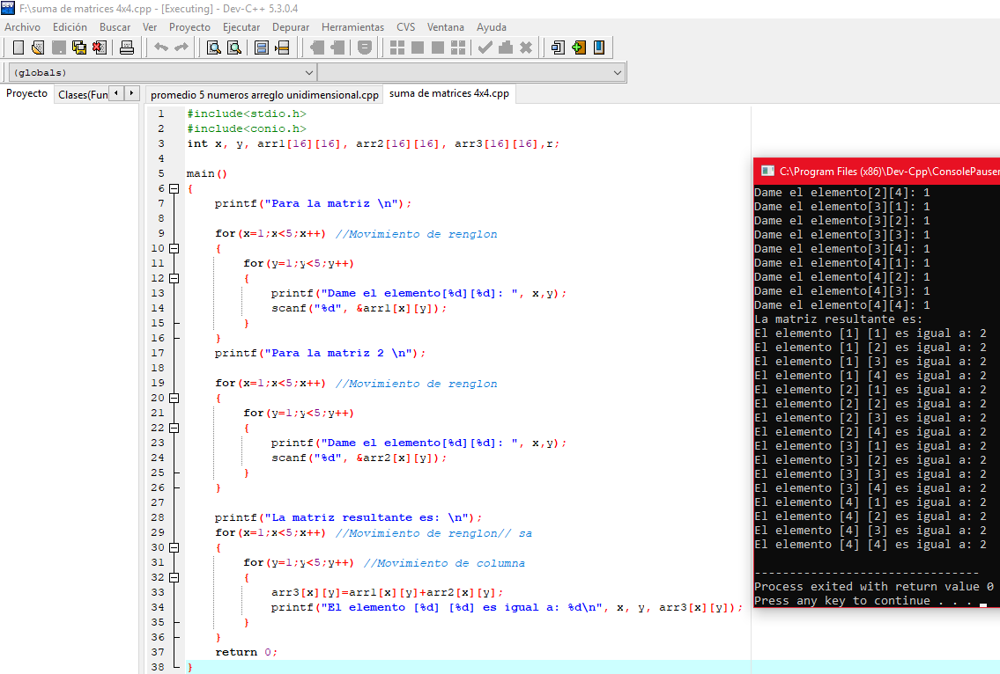 F:\suma de matrices 4x4.cpp - [Executing] - Dev-C++ 5.3.0.4
Archivo Edición Buscar Ver Proyecto Ejecutar Depurar Herramientas CVS Ventana Ayuda
(globals)
Proyecto Clases(Fun promedio 5 numeros arreglo unidimensional.cpp suma de matrices 4x4.cpp
1 #include<stdio.h>
2 #include<conio.h>
3 int x, y, arr1[16][16], arr2[16][16], arr3[16][16],r;
4
5 main()
6 {
7 printf("Para la matriz \n");
8
9 for(x=1;x<5;x++) //Movimiento de renglon
10 {
11 for(y=1;y<5;y++)
12 {
13 printf("Dame el elemento[%d][%d]: ", x,y);
14 scanf("%d", &arr1[x][y]);
15 }
16 }
17 printf("Para la matriz 2 \n");
18
19 for(x=1;x<5;x++) //Movimiento de renglon
20 {
21 for(y=1;y<5;y++)
22 {
23 printf("Dame el elemento[%d][%d]: ", x,y);
24 scanf("%d", &arr2[x][y]);
25 }
26 }
27
28 printf("La matriz resultante es: \n");
29 for(x=1;x<5;x++) //Movimiento de renglon// sa
30 {
31 for(y=1;y<5;y++) //Movimiento de columna
32 {
33 arr3[x][y]=arr1[x][y]+arr2[x][y];
34 printf("El elemento [%d] [%d] es igual a: %d\n", x, y, arr3[x][y]);
35 }
36 }
37 return 0;
38 }
C:\Program Files (x86)\Dev-Cpp\ConsolePauser
Dame el elemento[2][4]: 1
Dame el elemento[3][1]: 1
Dame el elemento[3][2]: 1
Dame el elemento[3][3]: 1
Dame el elemento[3][4]: 1
Dame el elemento[4][1]: 1
Dame el elemento[4][2]: 1
Dame el elemento[4][3]: 1
Dame el elemento[4][4]: 1
La matriz resultante es:
El elemento [1] [1] es igual a: 2
El elemento [1] [2] es igual a: 2
El elemento [1] [3] es igual a: 2
El elemento [1] [4] es igual a: 2
El elemento [2] [1] es igual a: 2
El elemento [2] [2] es igual a: 2
El elemento [2] [3] es igual a: 2
El elemento [2] [4] es igual a: 2
El elemento [3] [1] es igual a: 2
El elemento [3] [2] es igual a: 2
El elemento [3] [3] es igual a: 2
El elemento [3] [4] es igual a: 2
El elemento [4] [1] es igual a: 2
El elemento [4] [2] es igual a: 2
El elemento [4] [3] es igual a: 2
El elemento [4] [4] es igual a: 2
--------------------------------
Process exited with return value 0
Press any key to continue . . .